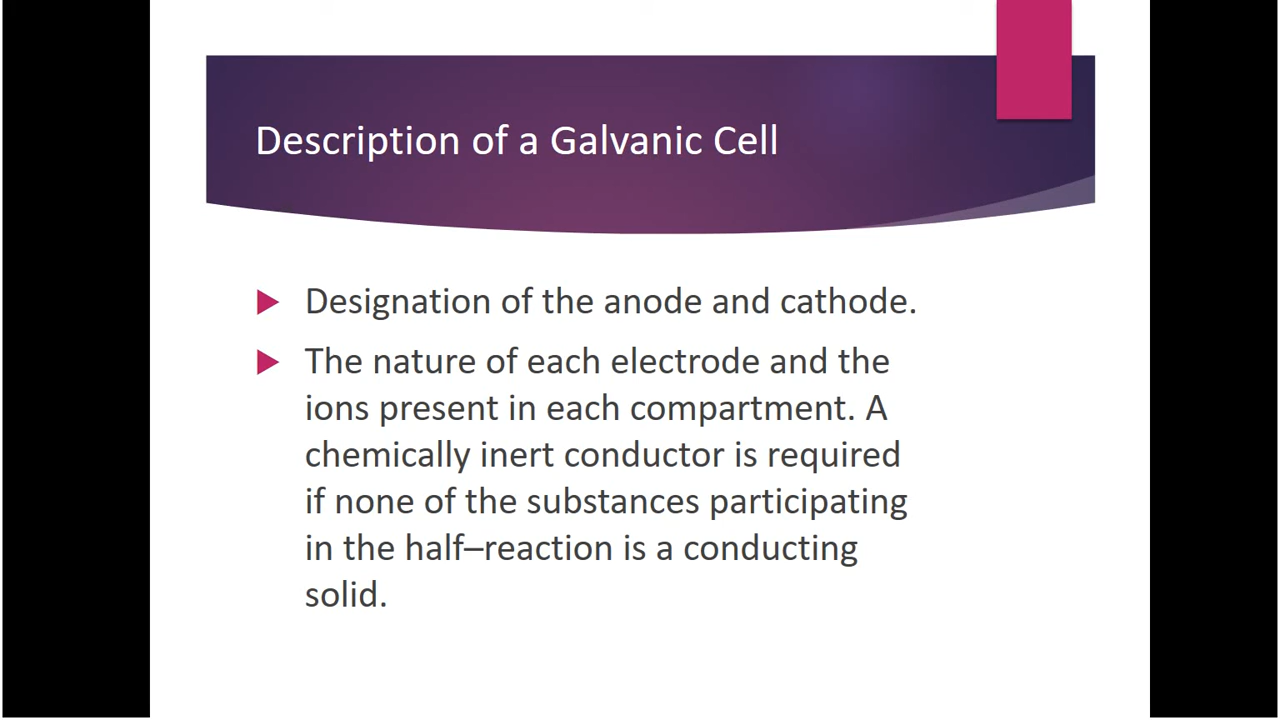 Description of a Galvanic Cell
Designation of the anode and cathode.
The nature of each electrode and the
ions present in each compartment. A
chemically inert conductor is required
if none of the substances participating
in the half–reaction is a conducting
solid.